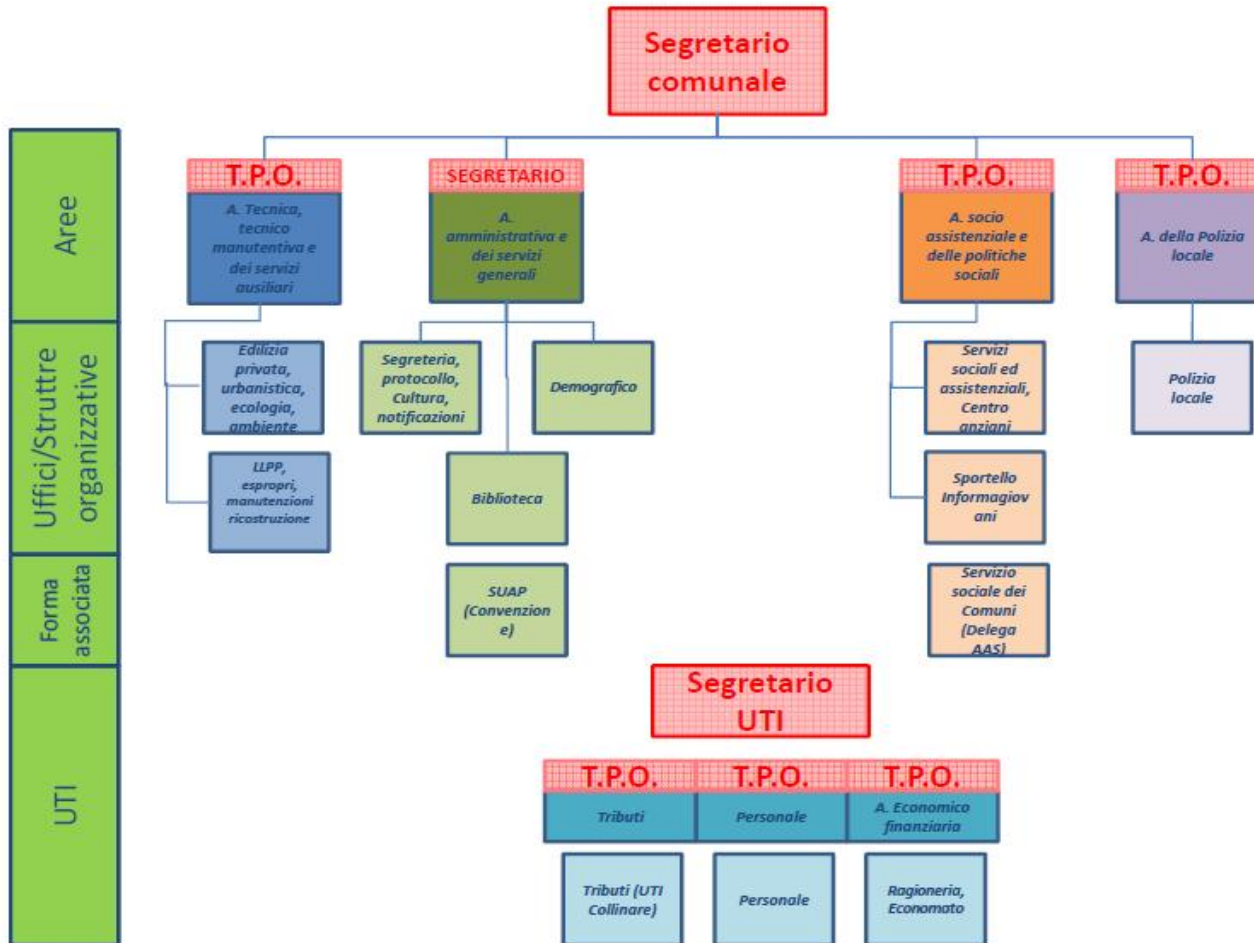 Segretario
comunale
Aree
T.P.O.
A. Tecnica,
tecnico
manutentiva e
dei servizi
ausiliari
SEGRETARIO
A.
amministrativa e
dei servizi
generali
T.P.O.
A. socio
assistenziale e
delle politiche
sociali
T.P.O.
A. della Polizia
locale
Uffici/Struttre
organizzative
Edilizia
privata,
urbanistica,
ecologia,
ambiente
Segreteria,
protocollo,
Cultura,
notificazioni
Demografico
Servizi
sociali ed
assistenziali,
Centro
anziani
Polizia
locale
LLPP,
espropri,
manutenzioni
ricostruzione
Biblioteca
Sportello
Informagiov
ani
Forma
associata
SUAP
(Convenzion
e)
Servizio
sociale dei
Comuni
(Delega
AAS)
UTI
Segretario
UTI
T.P.O.
Tributi
T.P.O.
Personale
T.P.O.
A. Economico
finanziaria
Tributi (UTI
Collinare)
Personale
Ragioneria,
Economato